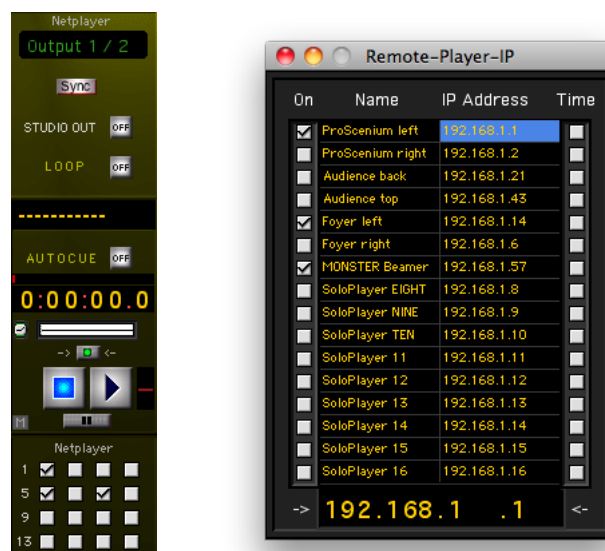 Netplayer
Output 1 / 2
Sync
STUDIO OUT OFF
LOOP OFF
-----------
AUTOCUE OFF
0:00:00.0
-> <-
M
Netplayer
1
5
9
13
Remote-Player-IP
On Name IP Address Time
ProScenium left 192.168.1.1
ProScenium right 192.168.1.2
Audience back 192.168.1.21
Audience top 192.168.1.43
Foyer left 192.168.1.14
Foyer right 192.168.1.6
MONSTER Beamer 192.168.1.57
SoloPlayer EIGHT 192.168.1.8
SoloPlayer NINE 192.168.1.9
SoloPlayer TEN 192.168.1.10
SoloPlayer 11 192.168.1.11
SoloPlayer 12 192.168.1.12
SoloPlayer 13 192.168.1.13
SoloPlayer 14 192.168.1.14
SoloPlayer 15 192.168.1.15
SoloPlayer 16 192.168.1.16
-> 192.168.1 .1 <-